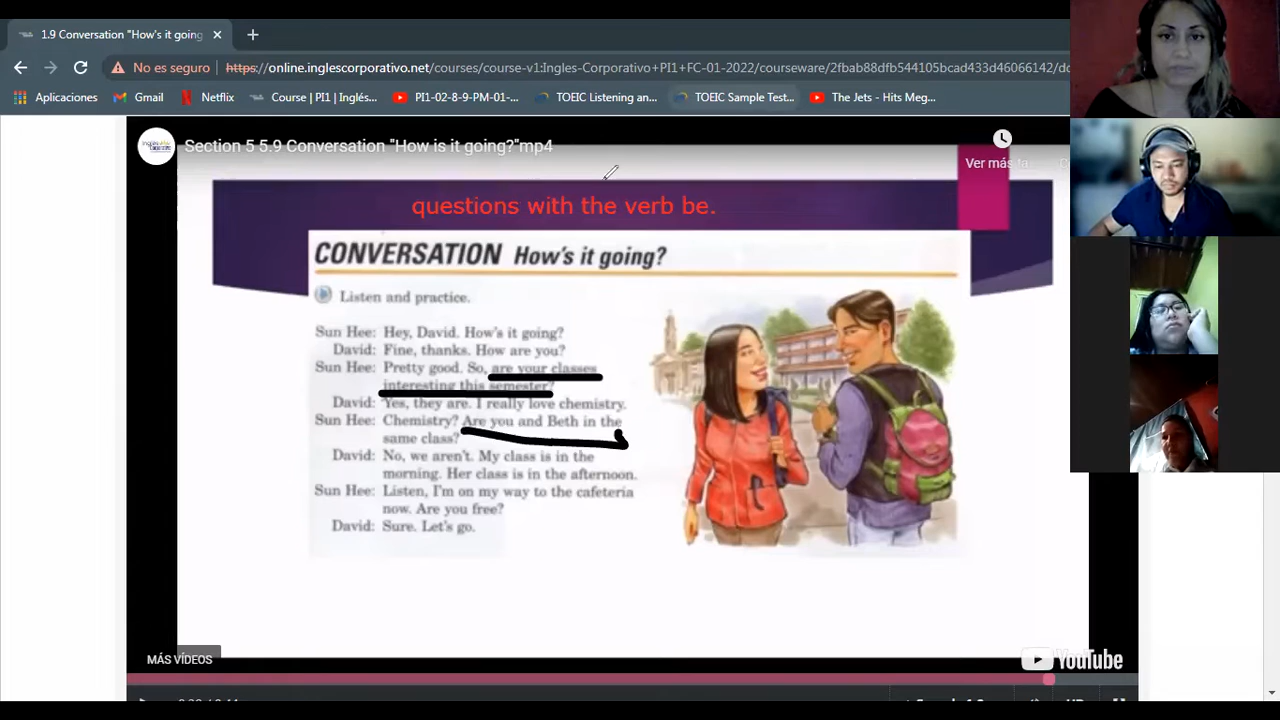 1.9 Conversation "How's it going
No es seguro
https://online.inglescorporativo.net/courses/course-v1:Ingles-Corporativo+PI1+FC-01-2022/courseware/2fbab88dfb544105bcad433d46066142/dc
Aplicaciones
Gmail
Netflix
Course | PI1 | Inglés...
PI1-02-8-9-PM-01-...
TOEIC Listening an...
TOEIC Sample Test...
The Jets - Hits Meg...
Section 5 5.9 Conversation "How is it going?"mp4
Ver más ta
questions with the verb be.
CONVERSATION How's it going?
Listen and practice.
Sun Hee: Hey, David. How's it going?
David: Fine, thanks. How are you?
Sun Hee: Pretty good. So, are your classes
interesting this semester?
David: Yes, they are. I really love chemistry.
Sun Hee: Chemistry? Are you and Beth in the
same class?
David: No, we aren't. My class is in the
morning. Her class is in the afternoon.
Sun Hee: Listen, I'm on my way to the cafeteria
now. Are you free?
David: Sure. Let's go.
MÁS VÍDEOS
YouTube